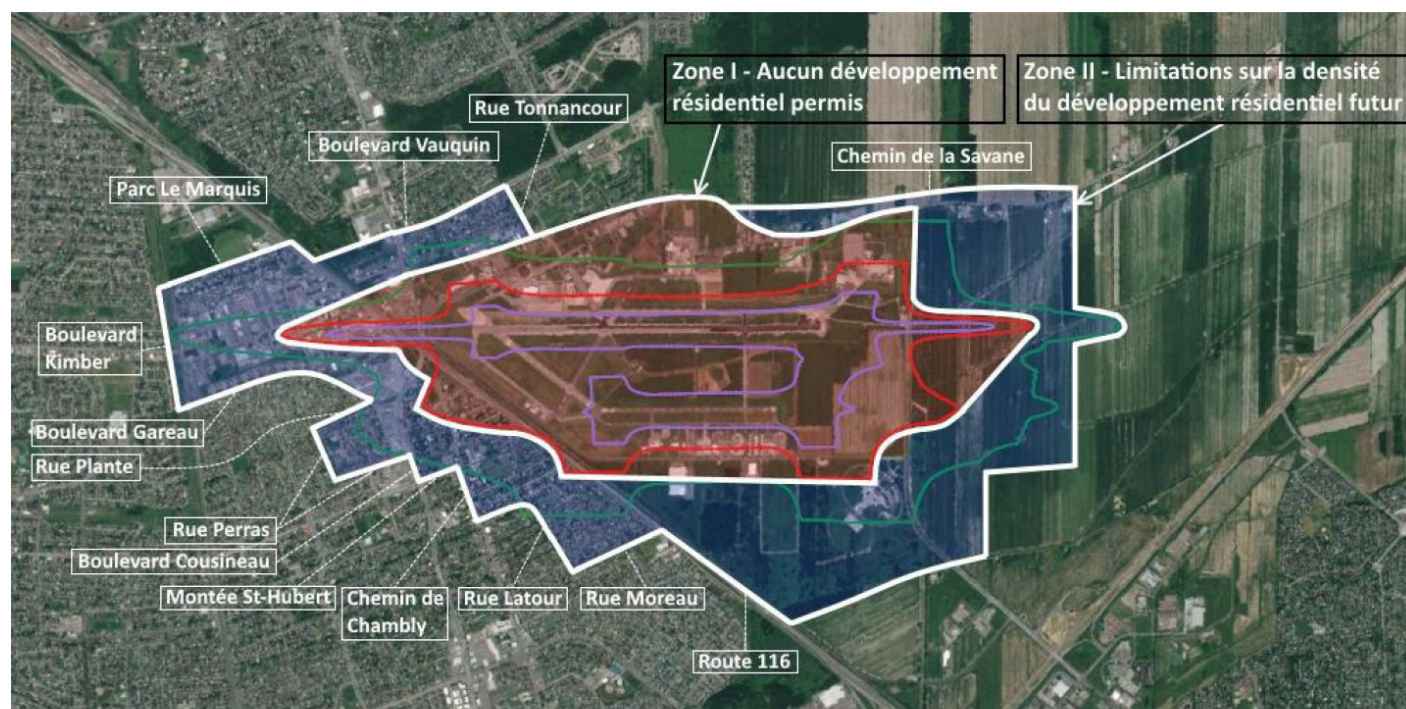 Zone I - Aucun développement
résidentiel permis
Zone II - Limitations sur la densité
du développement résidentiel futur
Rue Tonnancour
Boulevard Vauquin
Chemin de la Savane
Parc Le Marquis
Boulevard
Kimber
Boulevard Gareau
Rue Plante
Rue Perras
Boulevard Cousineau
Montée St-Hubert
Chemin de
Chambly
Rue Latour
Rue Moreau
Route 116